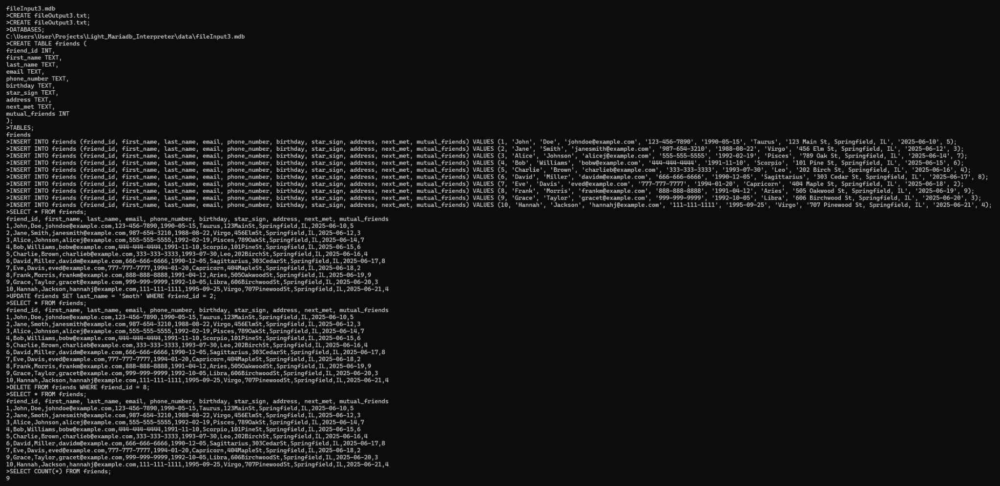 fileInput3.mdb
>CREATE fileOutput3.txt;
>CREATE fileOutput3.txt;
>DATABASES;
C:\Users\User\Projects\Light_Mariadb_Interpreter\data\fileInput3.mdb
>CREATE TABLE friends (
friend_id INT,
first_name TEXT,
last_name TEXT,
email TEXT,
phone_number TEXT,
birthday TEXT,
star_sign TEXT,
address TEXT,
next_met TEXT,
mutual_friends INT
);
>TABLES;
friends
>INSERT INTO friends (friend_id, first_name, last_name, email, phone_number, birthday, star_sign, address, next_met, mutual_friends) VALUES (1, 'John', 'Doe', 'johndoe@example.com', '123-456-7890', '1990-05-15', 'Taurus', '123 Main St, Springfield, IL', '2025-06-10', 5);
>INSERT INTO friends (friend_id, first_name, last_name, email, phone_number, birthday, star_sign, address, next_met, mutual_friends) VALUES (2, 'Jane', 'Smith', 'janesmith@example.com', '987-654-3210', '1988-08-22', 'Virgo', '456 Elm St, Springfield, IL', '2025-06-12', 3);
>INSERT INTO friends (friend_id, first_name, last_name, email, phone_number, birthday, star_sign, address, next_met, mutual_friends) VALUES (3, 'Alice', 'Johnson', 'alicej@example.com', '555-555-5555', '1992-02-19', 'Pisces', '789 Oak St, Springfield, IL', '2025-06-14', 7);
>INSERT INTO friends (friend_id, first_name, last_name, email, phone_number, birthday, star_sign, address, next_met, mutual_friends) VALUES (4, 'Bob', 'Williams', 'bobw@example.com', '444-444-4444', '1991-11-10', 'Scorpio', '101 Pine St, Springfield, IL', '2025-06-15', 6);
>INSERT INTO friends (friend_id, first_name, last_name, email, phone_number, birthday, star_sign, address, next_met, mutual_friends) VALUES (5, 'Charlie', 'Brown', 'charlieb@example.com', '333-333-3333', '1993-07-30', 'Leo', '202 Birch St, Springfield, IL', '2025-06-16', 4);
>INSERT INTO friends (friend_id, first_name, last_name, email, phone_number, birthday, star_sign, address, next_met, mutual_friends) VALUES (6, 'David', 'Miller', 'davidm@example.com', '666-666-6666', '1990-12-05', 'Sagittarius', '303 Cedar St, Springfield, IL', '2025-06-17', 8);
>INSERT INTO friends (friend_id, first_name, last_name, email, phone_number, birthday, star_sign, address, next_met, mutual_friends) VALUES (7, 'Eve', 'Davis', 'eved@example.com', '777-777-7777', '1994-01-20', 'Capricorn', '404 Maple St, Springfield, IL', '2025-06-18', 2);
>INSERT INTO friends (friend_id, first_name, last_name, email, phone_number, birthday, star_sign, address, next_met, mutual_friends) VALUES (8, 'Frank', 'Morris', 'frankm@example.com', '888-888-8888', '1991-04-12', 'Aries', '505 Oakwood St, Springfield, IL', '2025-06-19', 9);
>INSERT INTO friends (friend_id, first_name, last_name, email, phone_number, birthday, star_sign, address, next_met, mutual_friends) VALUES (9, 'Grace', 'Taylor', 'gracet@example.com', '999-999-9999', '1992-10-05', 'Libra', '606 Birchwood St, Springfield, IL', '2025-06-20', 3);
>INSERT INTO friends (friend_id, first_name, last_name, email, phone_number, birthday, star_sign, address, next_met, mutual_friends) VALUES (10, 'Hannah', 'Jackson', 'hannahj@example.com', '111-111-1111', '1995-09-25', 'Virgo', '707 Pinewood St, Springfield, IL', '2025-06-21', 4);
>SELECT * FROM friends;
friend_id, first_name, last_name, email, phone_number, birthday, star_sign, address, next_met, mutual_friends
1,John,Doe,johndoe@example.com,123-456-7890,1990-05-15,Taurus,123MainSt,Springfield,IL,2025-06-10,5
2,Jane,Smith,janesmith@example.com,987-654-3210,1988-08-22,Virgo,456ElmSt,Springfield,IL,2025-06-12,3
3,Alice,Johnson,alicej@example.com,555-555-5555,1992-02-19,Pisces,789OakSt,Springfield,IL,2025-06-14,7
4,Bob,Williams,bobw@example.com,444-444-4444,1991-11-10,Scorpio,101PineSt,Springfield,IL,2025-06-15,6
5,Charlie,Brown,charlieb@example.com,333-333-3333,1993-07-30,Leo,202BirchSt,Springfield,IL,2025-06-16,4
6,David,Miller,davidm@example.com,666-666-6666,1990-12-05,Sagittarius,303CedarSt,Springfield,IL,2025-06-17,8
7,Eve,Davis,eved@example.com,777-777-7777,1994-01-20,Capricorn,404MapleSt,Springfield,IL,2025-06-18,2
8,Frank,Morris,frankm@example.com,888-888-8888,1991-04-12,Aries,505OakwoodSt,Springfield,IL,2025-06-19,9
9,Grace,Taylor,gracet@example.com,999-999-9999,1992-10-05,Libra,606BirchwoodSt,Springfield,IL,2025-06-20,3
10,Hannah,Jackson,hannahj@example.com,111-111-1111,1995-09-25,Virgo,707PinewoodSt,Springfield,IL,2025-06-21,4
>UPDATE friends SET last_name = 'Smoth' WHERE friend_id = 2;
>SELECT * FROM friends;
friend_id, first_name, last_name, email, phone_number, birthday, star_sign, address, next_met, mutual_friends
1,John,Doe,johndoe@example.com,123-456-7890,1990-05-15,Taurus,123MainSt,Springfield,IL,2025-06-10,5
2,Jane,Smoth,janesmith@example.com,987-654-3210,1988-08-22,Virgo,456ElmSt,Springfield,IL,2025-06-12,3
3,Alice,Johnson,alicej@example.com,555-555-5555,1992-02-19,Pisces,789OakSt,Springfield,IL,2025-06-14,7
4,Bob,Williams,bobw@example.com,444-444-4444,1991-11-10,Scorpio,101PineSt,Springfield,IL,2025-06-15,6
5,Charlie,Brown,charlieb@example.com,333-333-3333,1993-07-30,Leo,202BirchSt,Springfield,IL,2025-06-16,4
6,David,Miller,davidm@example.com,666-666-6666,1990-12-05,Sagittarius,303CedarSt,Springfield,IL,2025-06-17,8
7,Eve,Davis,eved@example.com,777-777-7777,1994-01-20,Capricorn,404MapleSt,Springfield,IL,2025-06-18,2
8,Frank,Morris,frankm@example.com,888-888-8888,1991-04-12,Aries,505OakwoodSt,Springfield,IL,2025-06-19,9
9,Grace,Taylor,gracet@example.com,999-999-9999,1992-10-05,Libra,606BirchwoodSt,Springfield,IL,2025-06-20,3
10,Hannah,Jackson,hannahj@example.com,111-111-1111,1995-09-25,Virgo,707PinewoodSt,Springfield,IL,2025-06-21,4
>DELETE FROM friends WHERE friend_id = 8;
>SELECT * FROM friends;
friend_id, first_name, last_name, email, phone_number, birthday, star_sign, address, next_met, mutual_friends
1,John,Doe,johndoe@example.com,123-456-7890,1990-05-15,Taurus,123MainSt,Springfield,IL,2025-06-10,5
2,Jane,Smoth,janesmith@example.com,987-654-3210,1988-08-22,Virgo,456ElmSt,Springfield,IL,2025-06-12,3
3,Alice,Johnson,alicej@example.com,555-555-5555,1992-02-19,Pisces,789OakSt,Springfield,IL,2025-06-14,7
4,Bob,Williams,bobw@example.com,444-444-4444,1991-11-10,Scorpio,101PineSt,Springfield,IL,2025-06-15,6
5,Charlie,Brown,charlieb@example.com,333-333-3333,1993-07-30,Leo,202BirchSt,Springfield,IL,2025-06-16,4
6,David,Miller,davidm@example.com,666-666-6666,1990-12-05,Sagittarius,303CedarSt,Springfield,IL,2025-06-17,8
7,Eve,Davis,eved@example.com,777-777-7777,1994-01-20,Capricorn,404MapleSt,Springfield,IL,2025-06-18,2
9,Grace,Taylor,gracet@example.com,999-999-9999,1992-10-05,Libra,606BirchwoodSt,Springfield,IL,2025-06-20,3
10,Hannah,Jackson,hannahj@example.com,111-111-1111,1995-09-25,Virgo,707PinewoodSt,Springfield,IL,2025-06-21,4
>SELECT COUNT(*) FROM friends;
9